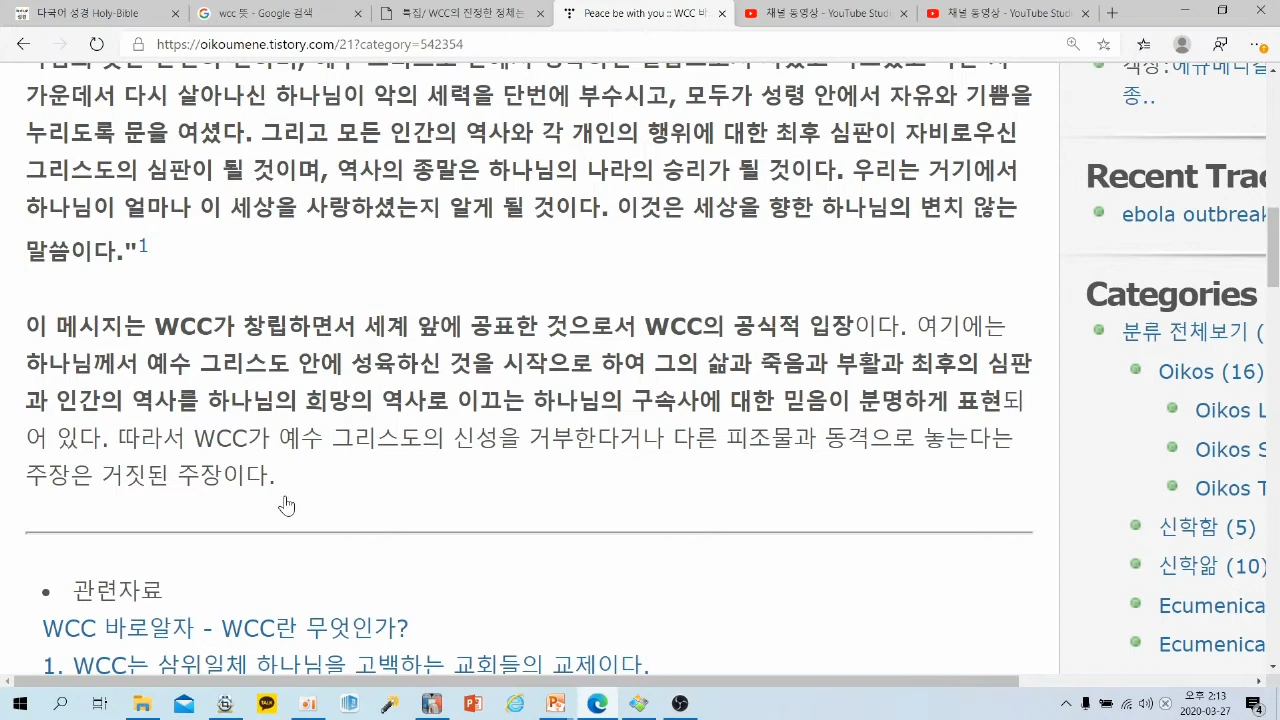 다국어 성경 Holy-Bible
wcc 뜻 - Google 검색
특집/ WCC의 진정한 정체는
Peace be with you :: WCC 바
채널 동영상 - YouTube Stud
채널 동영상 - YouTube Stud
https://oikoumene.tistory.com/21?category=542354
가운데서 다시 살아나신 하나님이 악의 세력을 단번에 부수시고, 모두가 성령 안에서 자유와 기쁨을
누리도록 문을 여셨다. 그리고 모든 인간의 역사와 각 개인의 행위에 대한 최후 심판이 자비로우신
그리스도의 심판이 될 것이며, 역사의 종말은 하나님의 나라의 승리가 될 것이다. 우리는 거기에서
하나님이 얼마나 이 세상을 사랑하셨는지 알게 될 것이다. 이것은 세상을 향한 하나님의 변치 않는
말씀이다."1
이 메시지는 WCC가 창립하면서 세계 앞에 공표한 것으로서 WCC의 공식적 입장이다. 여기에는
하나님께서 예수 그리스도 안에 성육하신 것을 시작으로 하여 그의 삶과 죽음과 부활과 최후의 심판
과 인간의 역사를 하나님의 희망의 역사로 이끄는 하나님의 구속사에 대한 믿음이 분명하게 표현되
어 있다. 따라서 WCC가 예수 그리스도의 신성을 거부한다거나 다른 피조물과 동격으로 놓는다는
주장은 거짓된 주장이다.
• 관련자료
WCC 바로알자 - WCC란 무엇인가?
1. WCC는 삼위일체 하나님을 고백하는 교회들의 교제이다.
종..
Recent Trac
ebola outbreak
Categories
분류 전체보기 (
Oikos (16)
Oikos L
Oikos S
Oikos T
신학함 (5)
신학앎 (10)
Ecumenica
Ecumenica
TALK
오후 2:13
2020-03-27
4